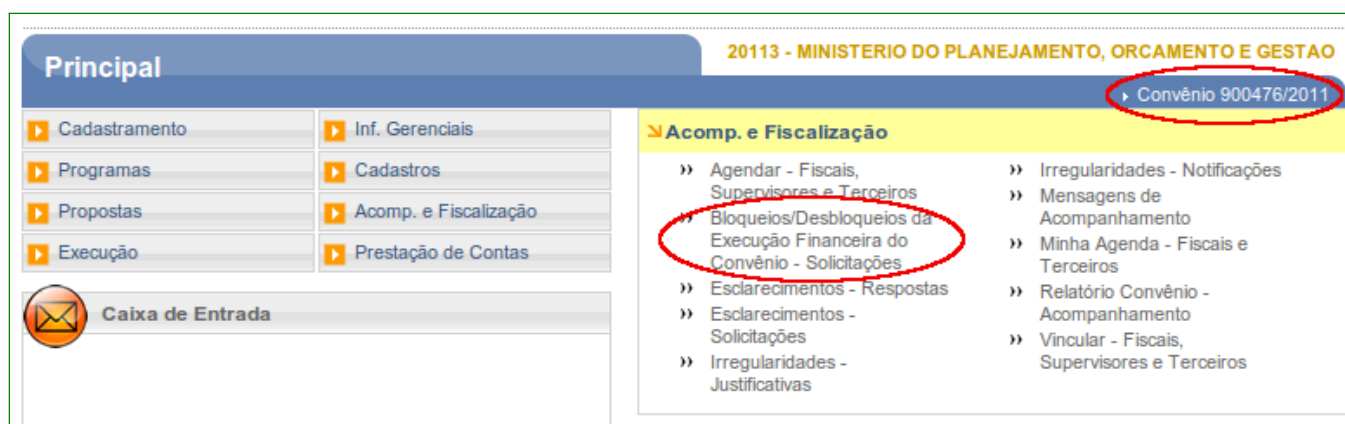 Principal
20113 - MINISTERIO DO PLANEJAMENTO, ORCAMENTO E GESTAO
Convênio 900476/2011
Cadastramento
Inf. Gerenciais
Programas
Cadastros
Propostas
Acomp. e Fiscalização
Execução
Prestação de Contas
Caixa de Entrada
Acomp. e Fiscalização
Agendar - Fiscais,
Supervisores e Terceiros
Bloqueios/Desbloqueios da
Execução Financeira do
Convênio - Solicitações
Esclarecimentos - Respostas
Esclarecimentos -
Solicitações
Irregularidades -
Justificativas
Irregularidades - Notificações
Mensagens de
Acompanhamento
Minha Agenda - Fiscais e
Terceiros
Relatório Convênio -
Acompanhamento
Vincular - Fiscais,
Supervisores e Terceiros